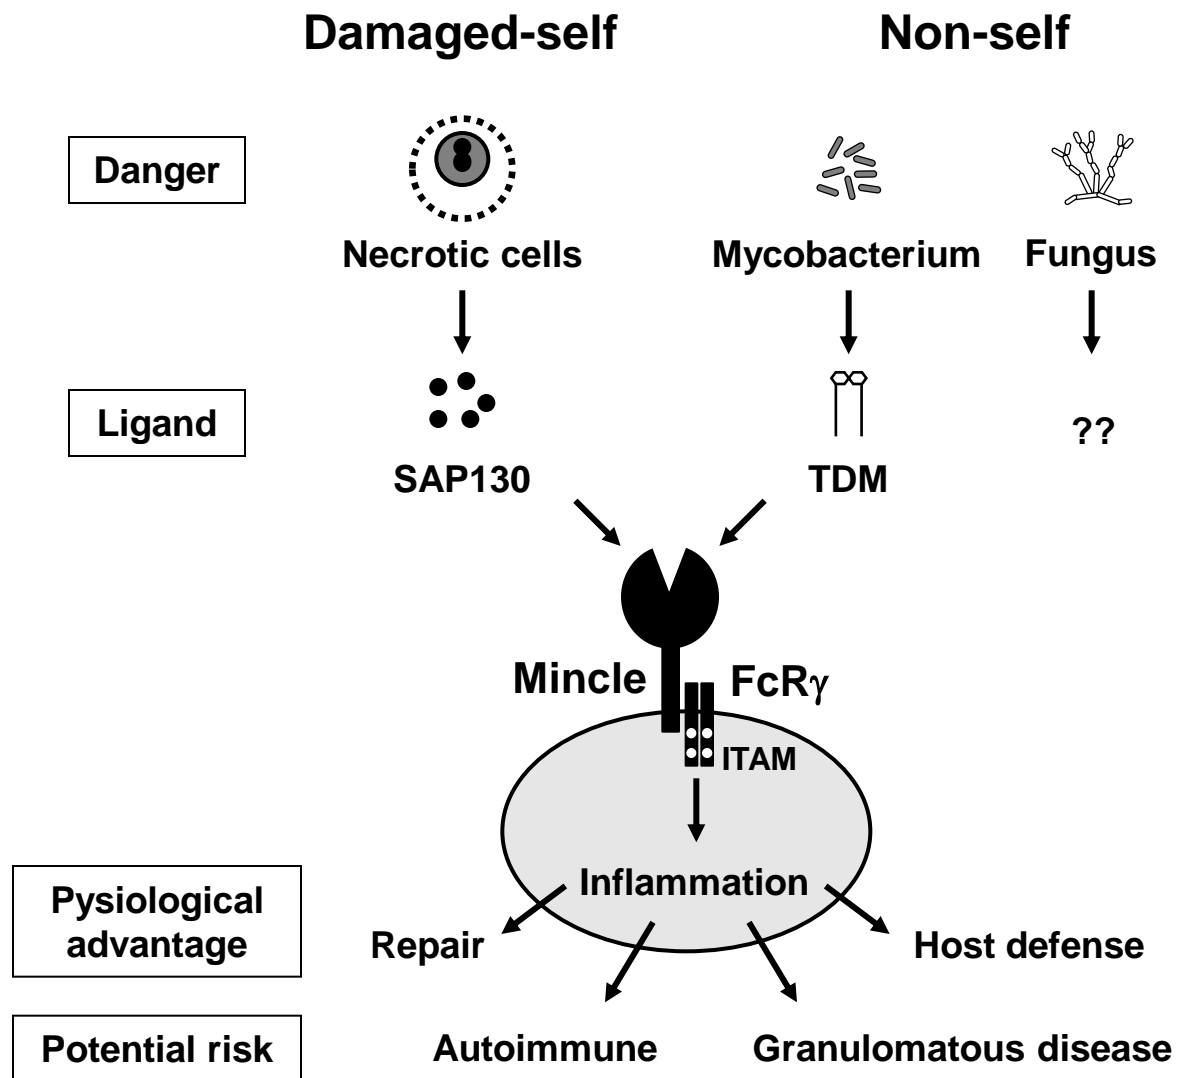 Damaged-self
Non-self
Danger
Necrotic cells
Mycobacterium
Fungus
Ligand
SAP130
TDM
??
Mincle
FcRγ
ITAM
Inflammation
Pysiological
advantage
Repair
Host defense
Potential risk
Autoimmune
Granulomatous disease